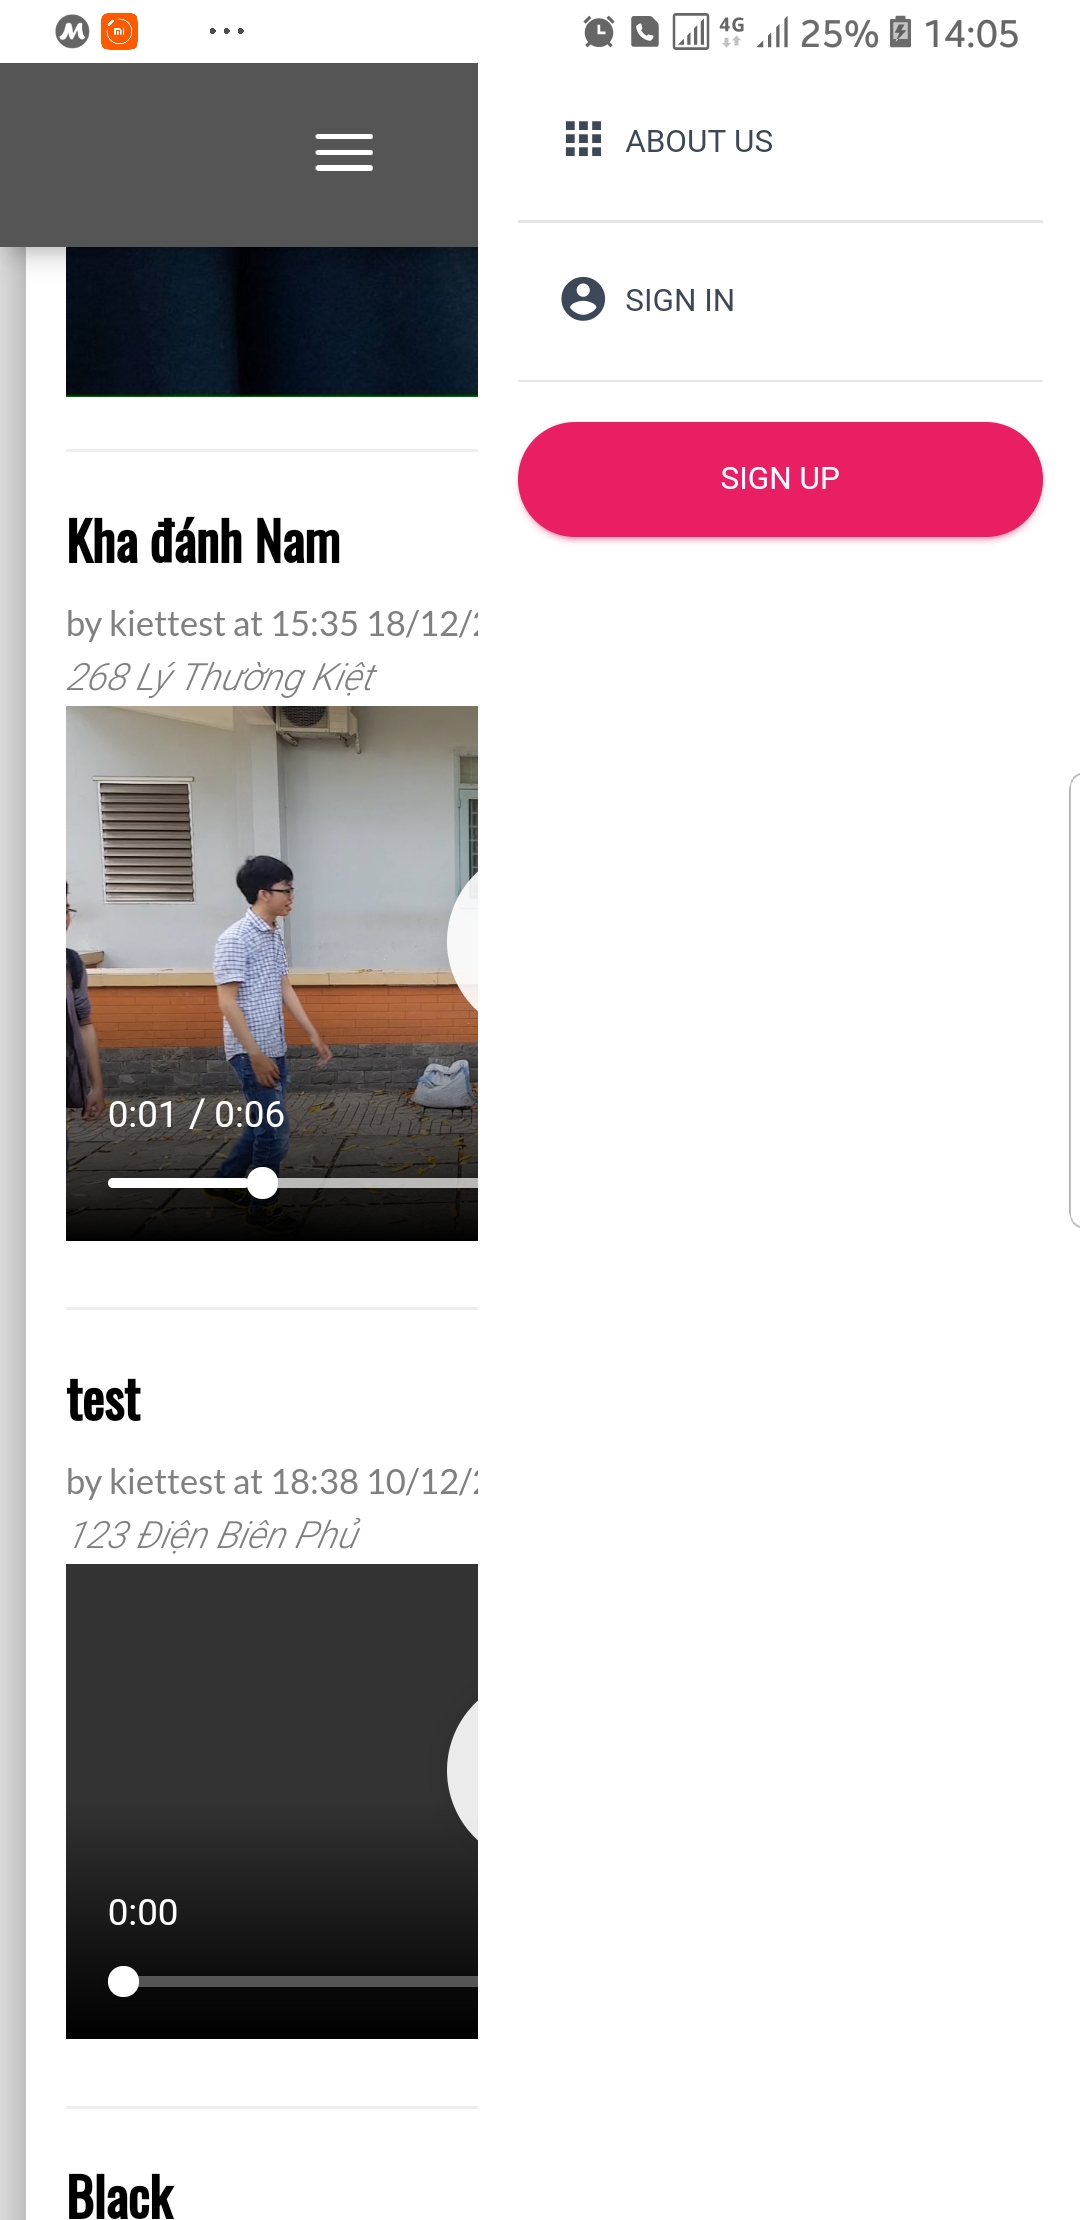 4G 25% 14:05
ABOUT US
SIGN IN
SIGN UP
Kha đánh Nam
by kiettest at 15:35 18/12/
268 Lý Thường Kiệt
0:01 / 0:06
test
by kiettest at 18:38 10/12/
123 Điện Biên Phủ
0:00
Black